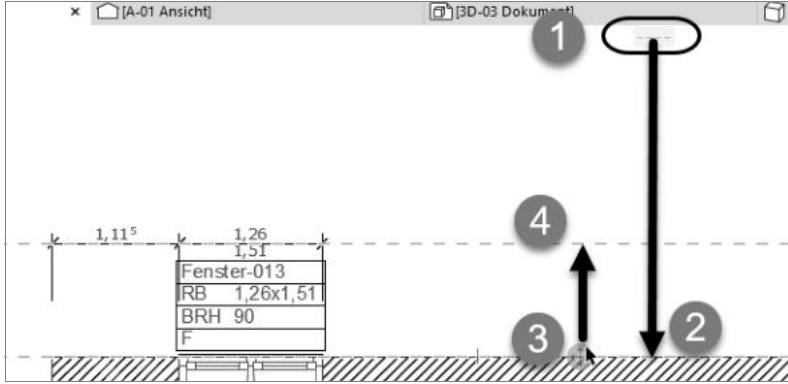 × [A-01 Ansicht] [3D-03 Dokument]
1
4
1,11⁵ 1,26
1,51
Fenster-013
RB 1,26x1,51
BRH 90
F
3
2